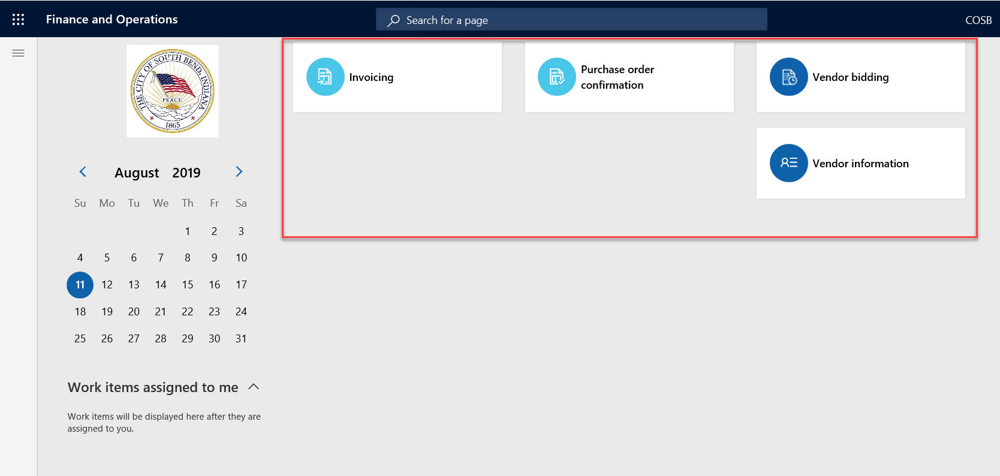 Finance and Operations
Search for a page
COSB
THE CITY OF SOUTH BEND, INDIANA
PEACE
1865
Invoicing
Purchase order
confirmation
Vendor bidding
Vendor information
August 2019
Su Mo Tu We Th Fr Sa
1 2 3
4 5 6 7 8 9 10
11 12 13 14 15 16 17
18 19 20 21 22 23 24
25 26 27 28 29 30 31
Work items assigned to me
Work items will be displayed here after they are
assigned to you.